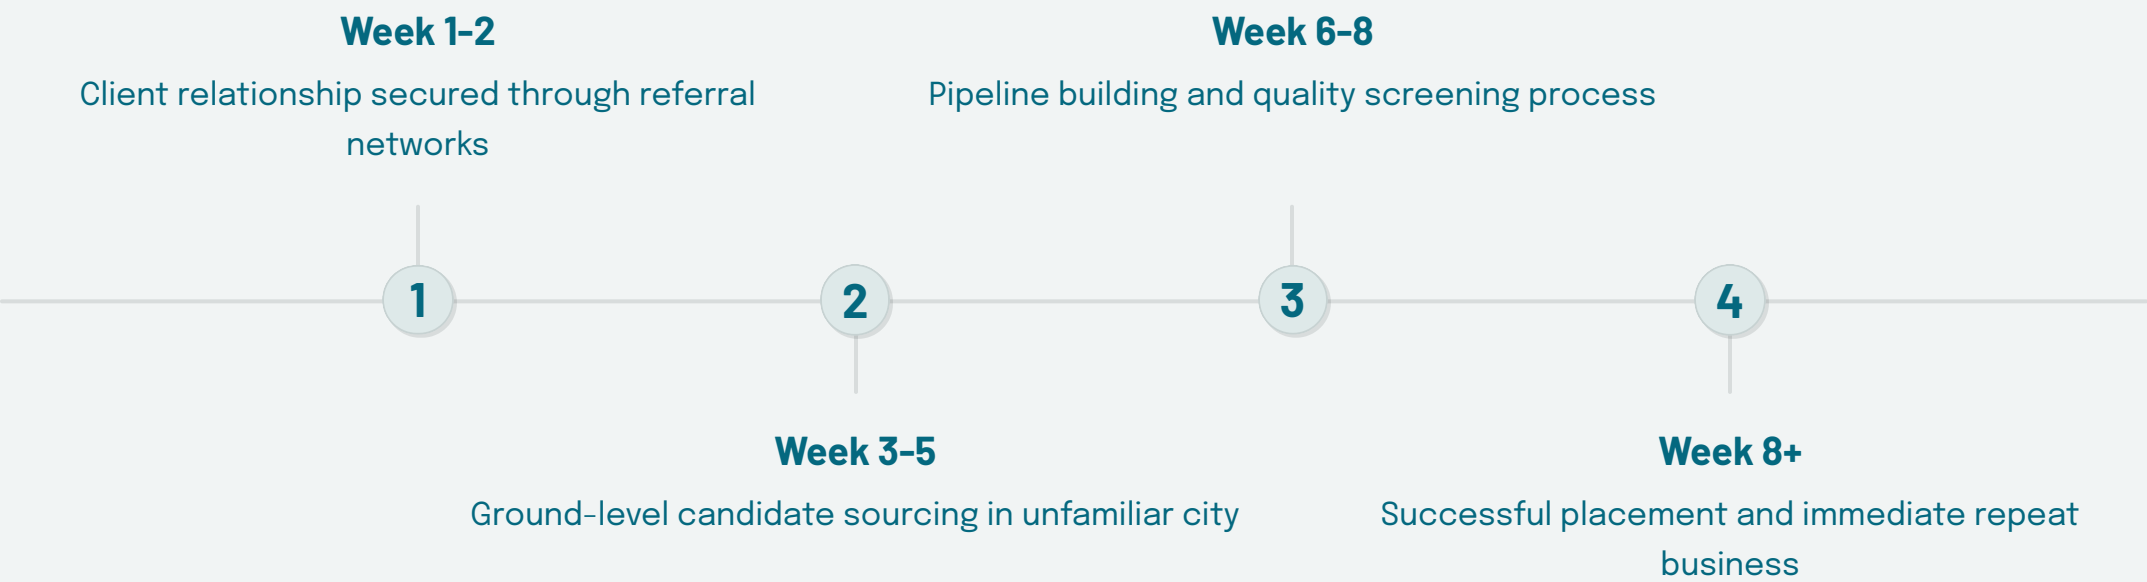 Week 1-2
Client relationship secured through referral
networks
Week 6-8
Pipeline building and quality screening process
1
2
3
4
Week 3-5
Ground-level candidate sourcing in unfamiliar city
Week 8+
Successful placement and immediate repeat
business